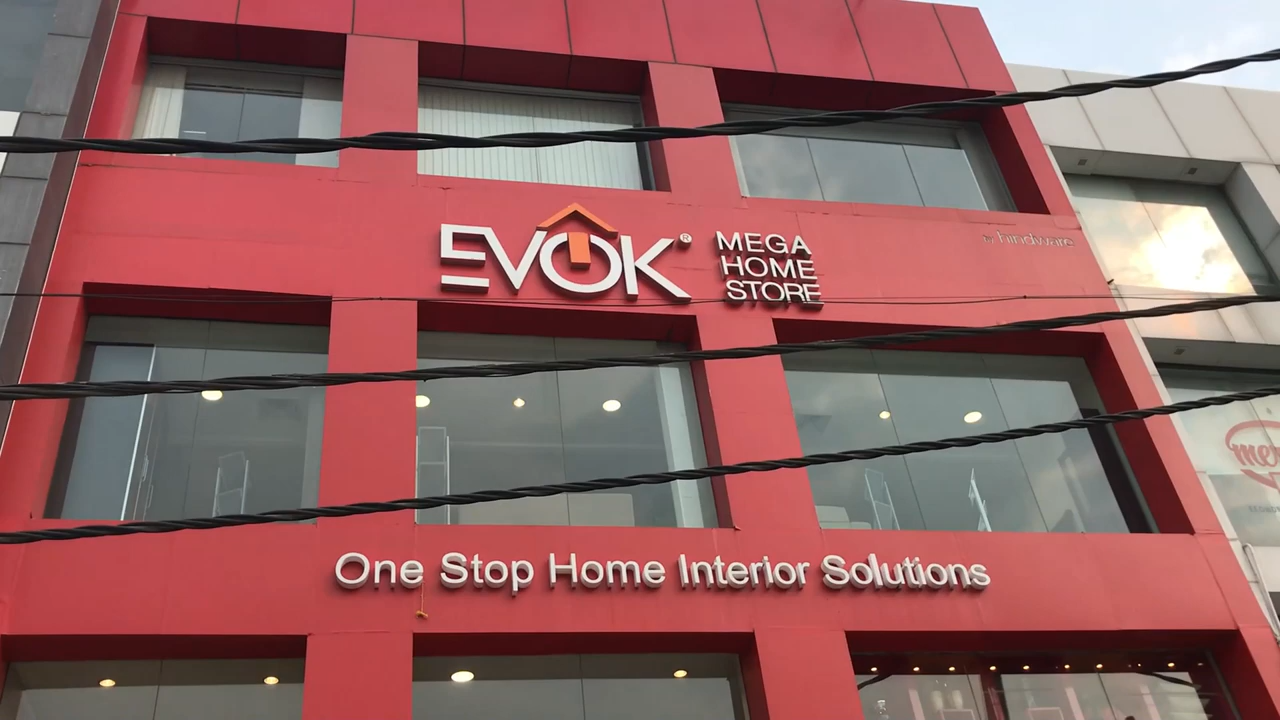 EVOK®
MEGA
HOME
STORE
by hindware
One Stop Home Interior Solutions